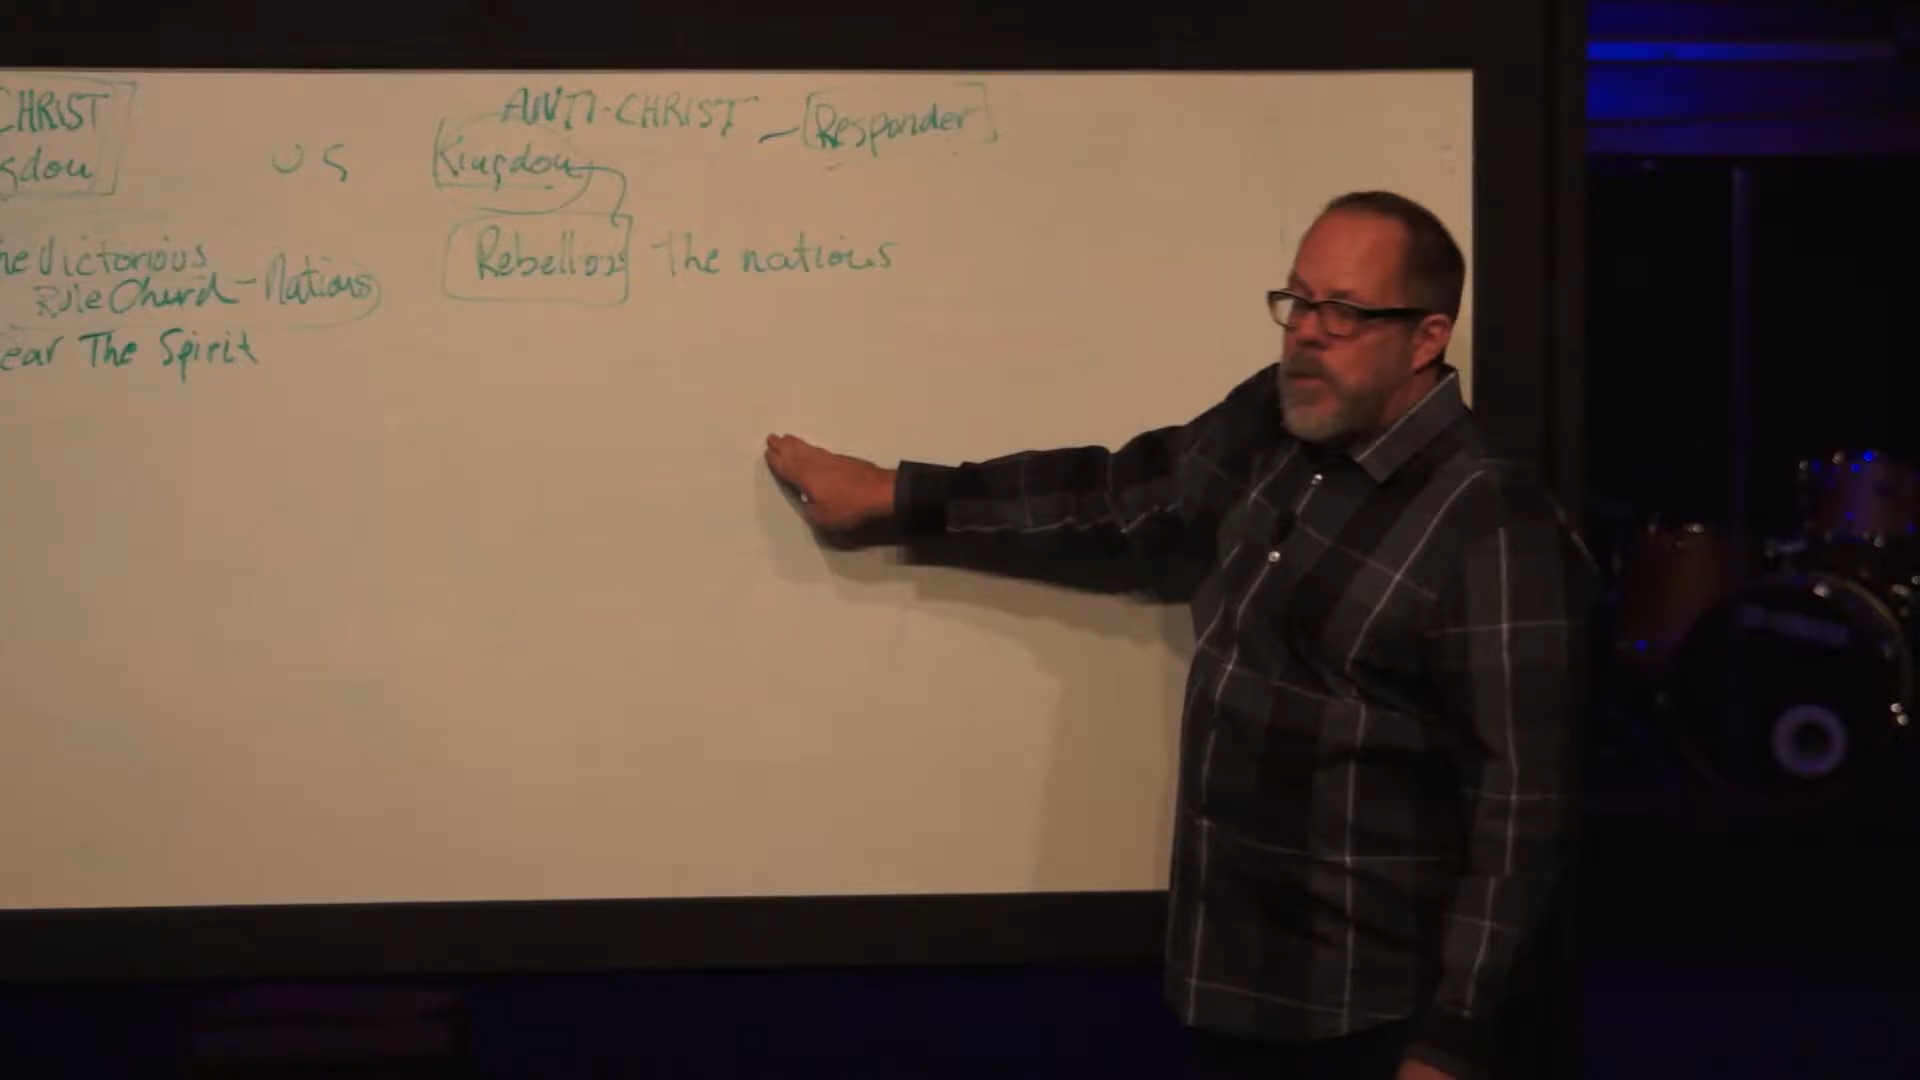 CHRIST
gdom
vs
ANTI-CHRIST - Responder
Kingdom
he Victorious
Rule Church - Nations
ear The Spirit
Rebellion the nations